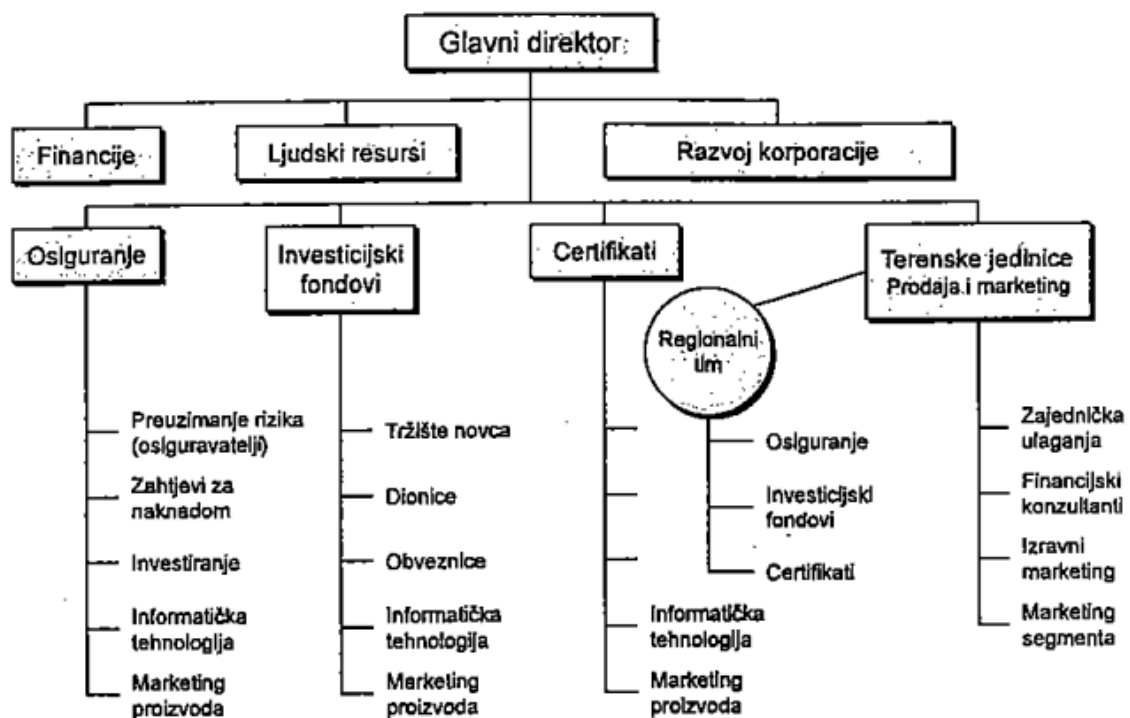 Glavni direktor
Financije
Ljudski resursi
Razvoj korporacije
Osiguranje
Investicijski
fondovi
Certifikati
Terenske jedinice
Prodaja i marketing
Regionalni
tim
Preuzimanje rizika
(osiguravatelji)
Zahtjevi za
naknadom
Investiranje
Informatička
tehnologija
Marketing
proizvoda
Tržište novca
Dionice
Obveznice
Informatička
tehnologija
Marketing
proizvoda
Informatička
tehnologija
Marketing
proizvoda
Osiguranje
Investicijski
fondovi
Certifikati
Zajednička
ulaganja
Financijski
konzultanti
Izravni
marketing
Marketing
segmenta